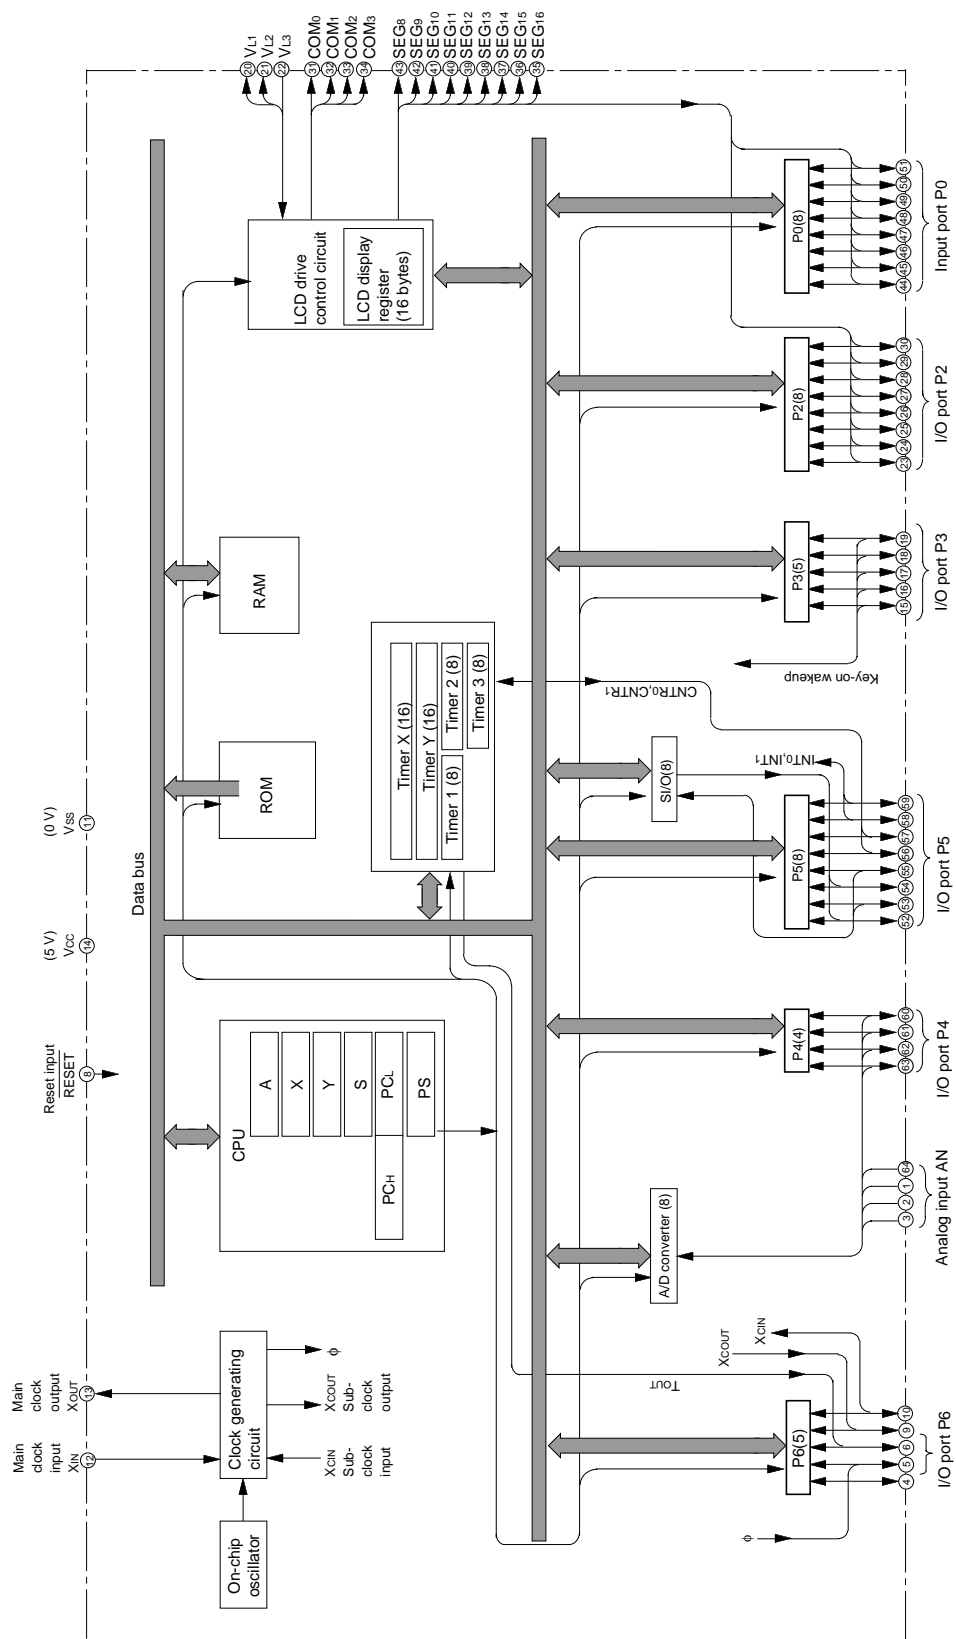 Main
clock
input
XIN
12
Main
clock
output
XOUT
13
Reset input
RESET
8
(5 V)
VCC
14
(0 V)
VSS
11
20 VL1
21 VL2
22 VL3
31 COM0
32 COM1
33 COM2
34 COM3
43 SEG8
42 SEG9
41 SEG10
40 SEG11
39 SEG12
38 SEG13
37 SEG14
36 SEG15
35 SEG16
On-chip
oscillator
Clock generating
circuit
XCIN
Sub-
clock
input
XCOUT
Sub-
clock
output
φ
Data bus
CPU
A
X
Y
S
PCH
PCL
PS
ROM
RAM
LCD drive
control circuit
LCD display
register
(16 bytes)
Timer X (16)
Timer Y (16)
Timer 1 (8)
Timer 2 (8)
Timer 3 (8)
CNTR0,CNTR1
TOUT
XCOUT
XCIN
φ
A/D converter (8)
SI/O(8)
INT0,INT1
Key-on wakeup
P6(5)
P4(4)
P5(8)
P3(5)
P2(8)
P0(8)
4 5 6 9 10
3 2 1 64
63 62 61 60
52 53 54 55 56 57 58 59
15 16 17 18 19
23 24 25 26 27 28 29 30
44 45 46 47 48 49 50 51
I/O port P6
Analog input AN
I/O port P4
I/O port P5
I/O port P3
I/O port P2
Input port P0